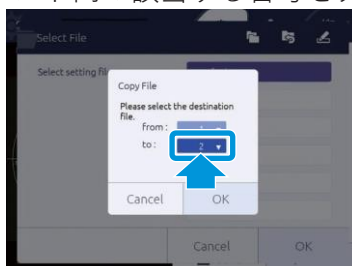 Select File
Select setting fil
Copy File
Please select the destination
file.
from :
to :
2
Cancel
OK
Cancel
OK